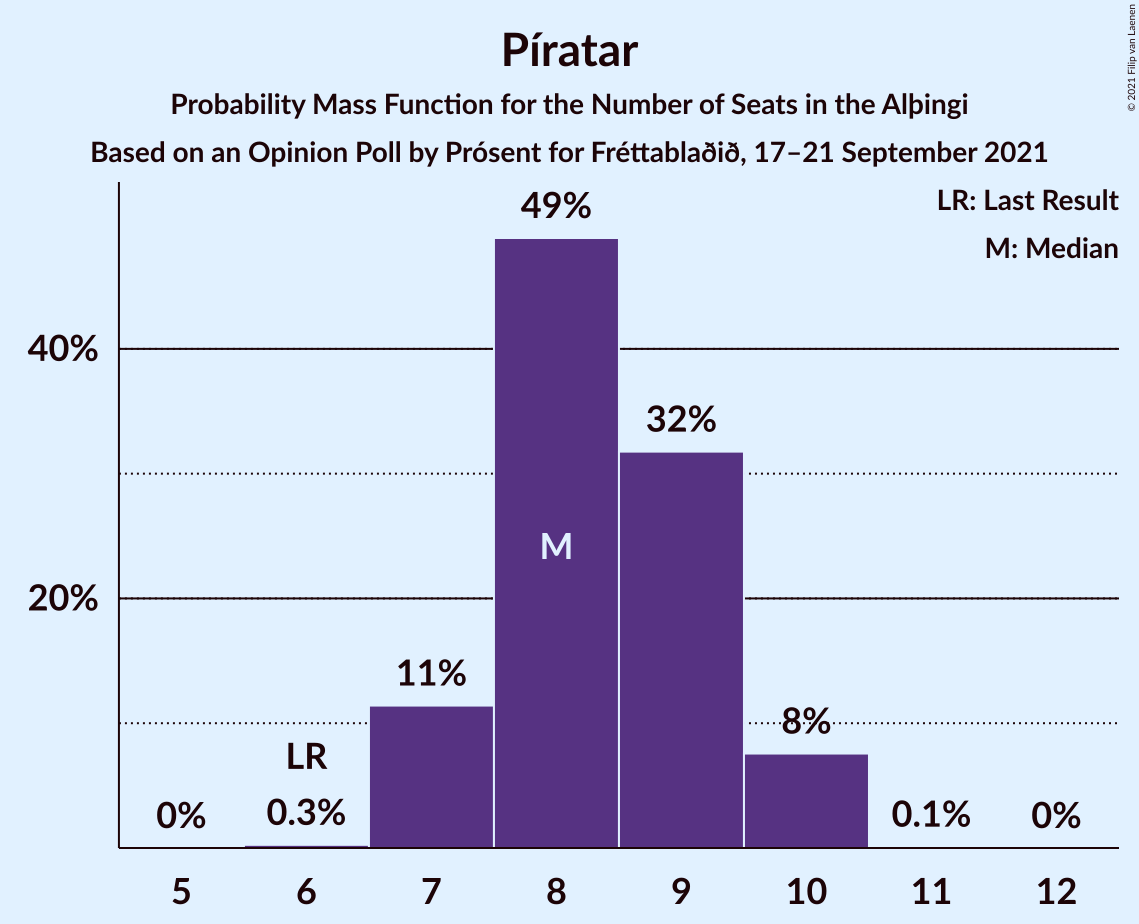 Píratar
Probability Mass Function for the Number of Seats in the Alþingi
Based on an Opinion Poll by Prósent for Fréttablaðið, 17–21 September 2021
© 2021 Filip van Laenen
LR: Last Result
M: Median
49%
40%
32%
M
20%
11%
8%
LR
0%
0.3%
0.1%
0%
5 6 7 8 9 10 11 12